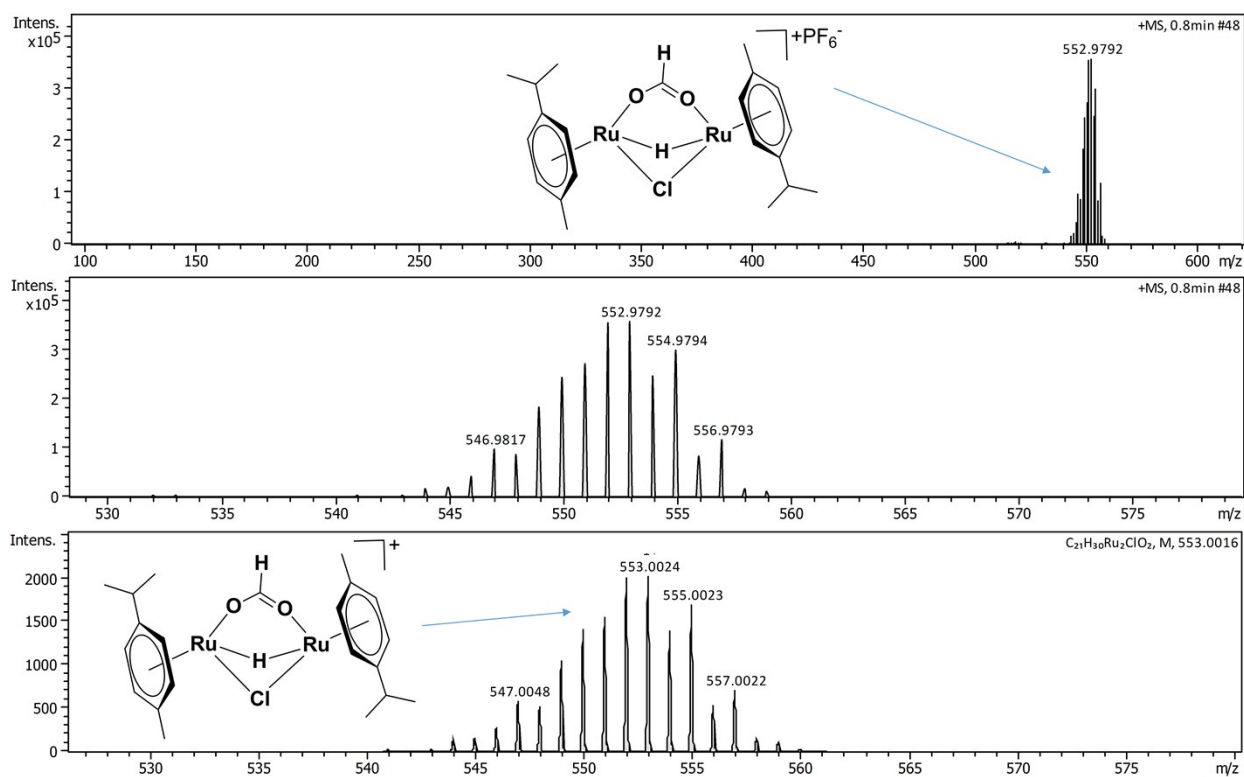 Intens.
x10⁵
+MS, 0.8min #48
552.9792
3
2
1
0
100 150 200 250 300 350 400 450 500 550 600 m/z
H
O O
Ru Ru
H
Cl
+PF₆⁻
Intens.
x10⁵
+MS, 0.8min #48
552.9792
554.9794
546.9817
556.9793
3
2
1
0
530 535 540 545 550 555 560 565 570 575 m/z
Intens.
C₂₁H₃₀Ru₂ClO₂, M, 553.0016
553.0024
555.0023
547.0048
557.0022
2000
1500
1000
500
0
530 535 540 545 550 555 560 565 570 575 m/z
H
O O
Ru Ru
H
Cl
+